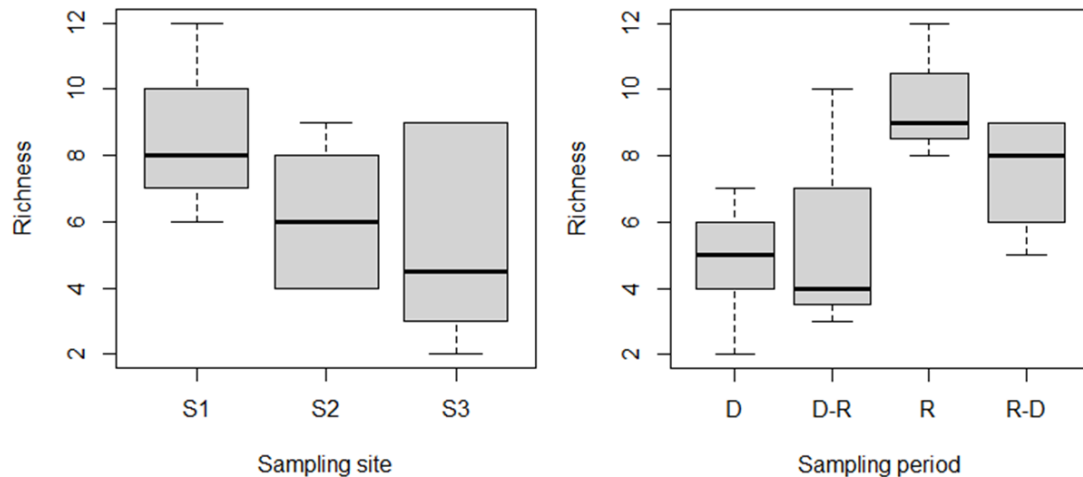 Richness
12
10
8
6
4
2
S1 S2 S3
Sampling site
Richness
12
10
8
6
4
2
D D-R R R-D
Sampling period